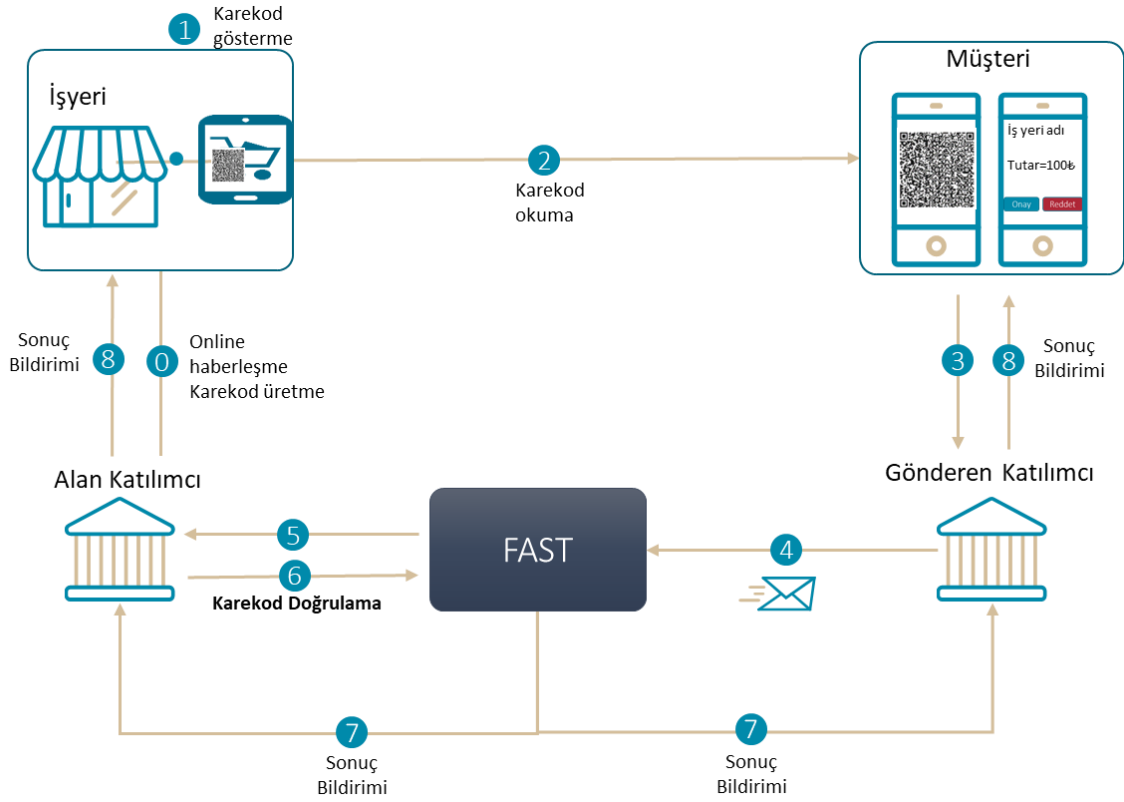 1
Karekod
gösterme
İşyeri
Müşteri
İş yeri adı
Tutar=100₺
Onay
Reddet
2
Karekod
okuma
Sonuç
Bildirimi
8
0
Online
haberleşme
Karekod üretme
3
8
Sonuç
Bildirimi
Alan Katılımcı
Gönderen Katılımcı
5
FAST
4
6
Karekod Doğrulama
7
Sonuç
Bildirimi
7
Sonuç
Bildirimi